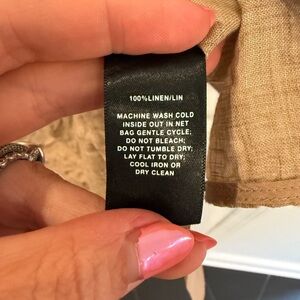 100%LINEN/LIN
MACHINE WASH COLD
INSIDE OUT IN NET
BAG GENTLE CYCLE;
DO NOT BLEACH;
DO NOT TUMBLE DRY;
LAY FLAT TO DRY;
COOL IRON OR
DRY CLEAN